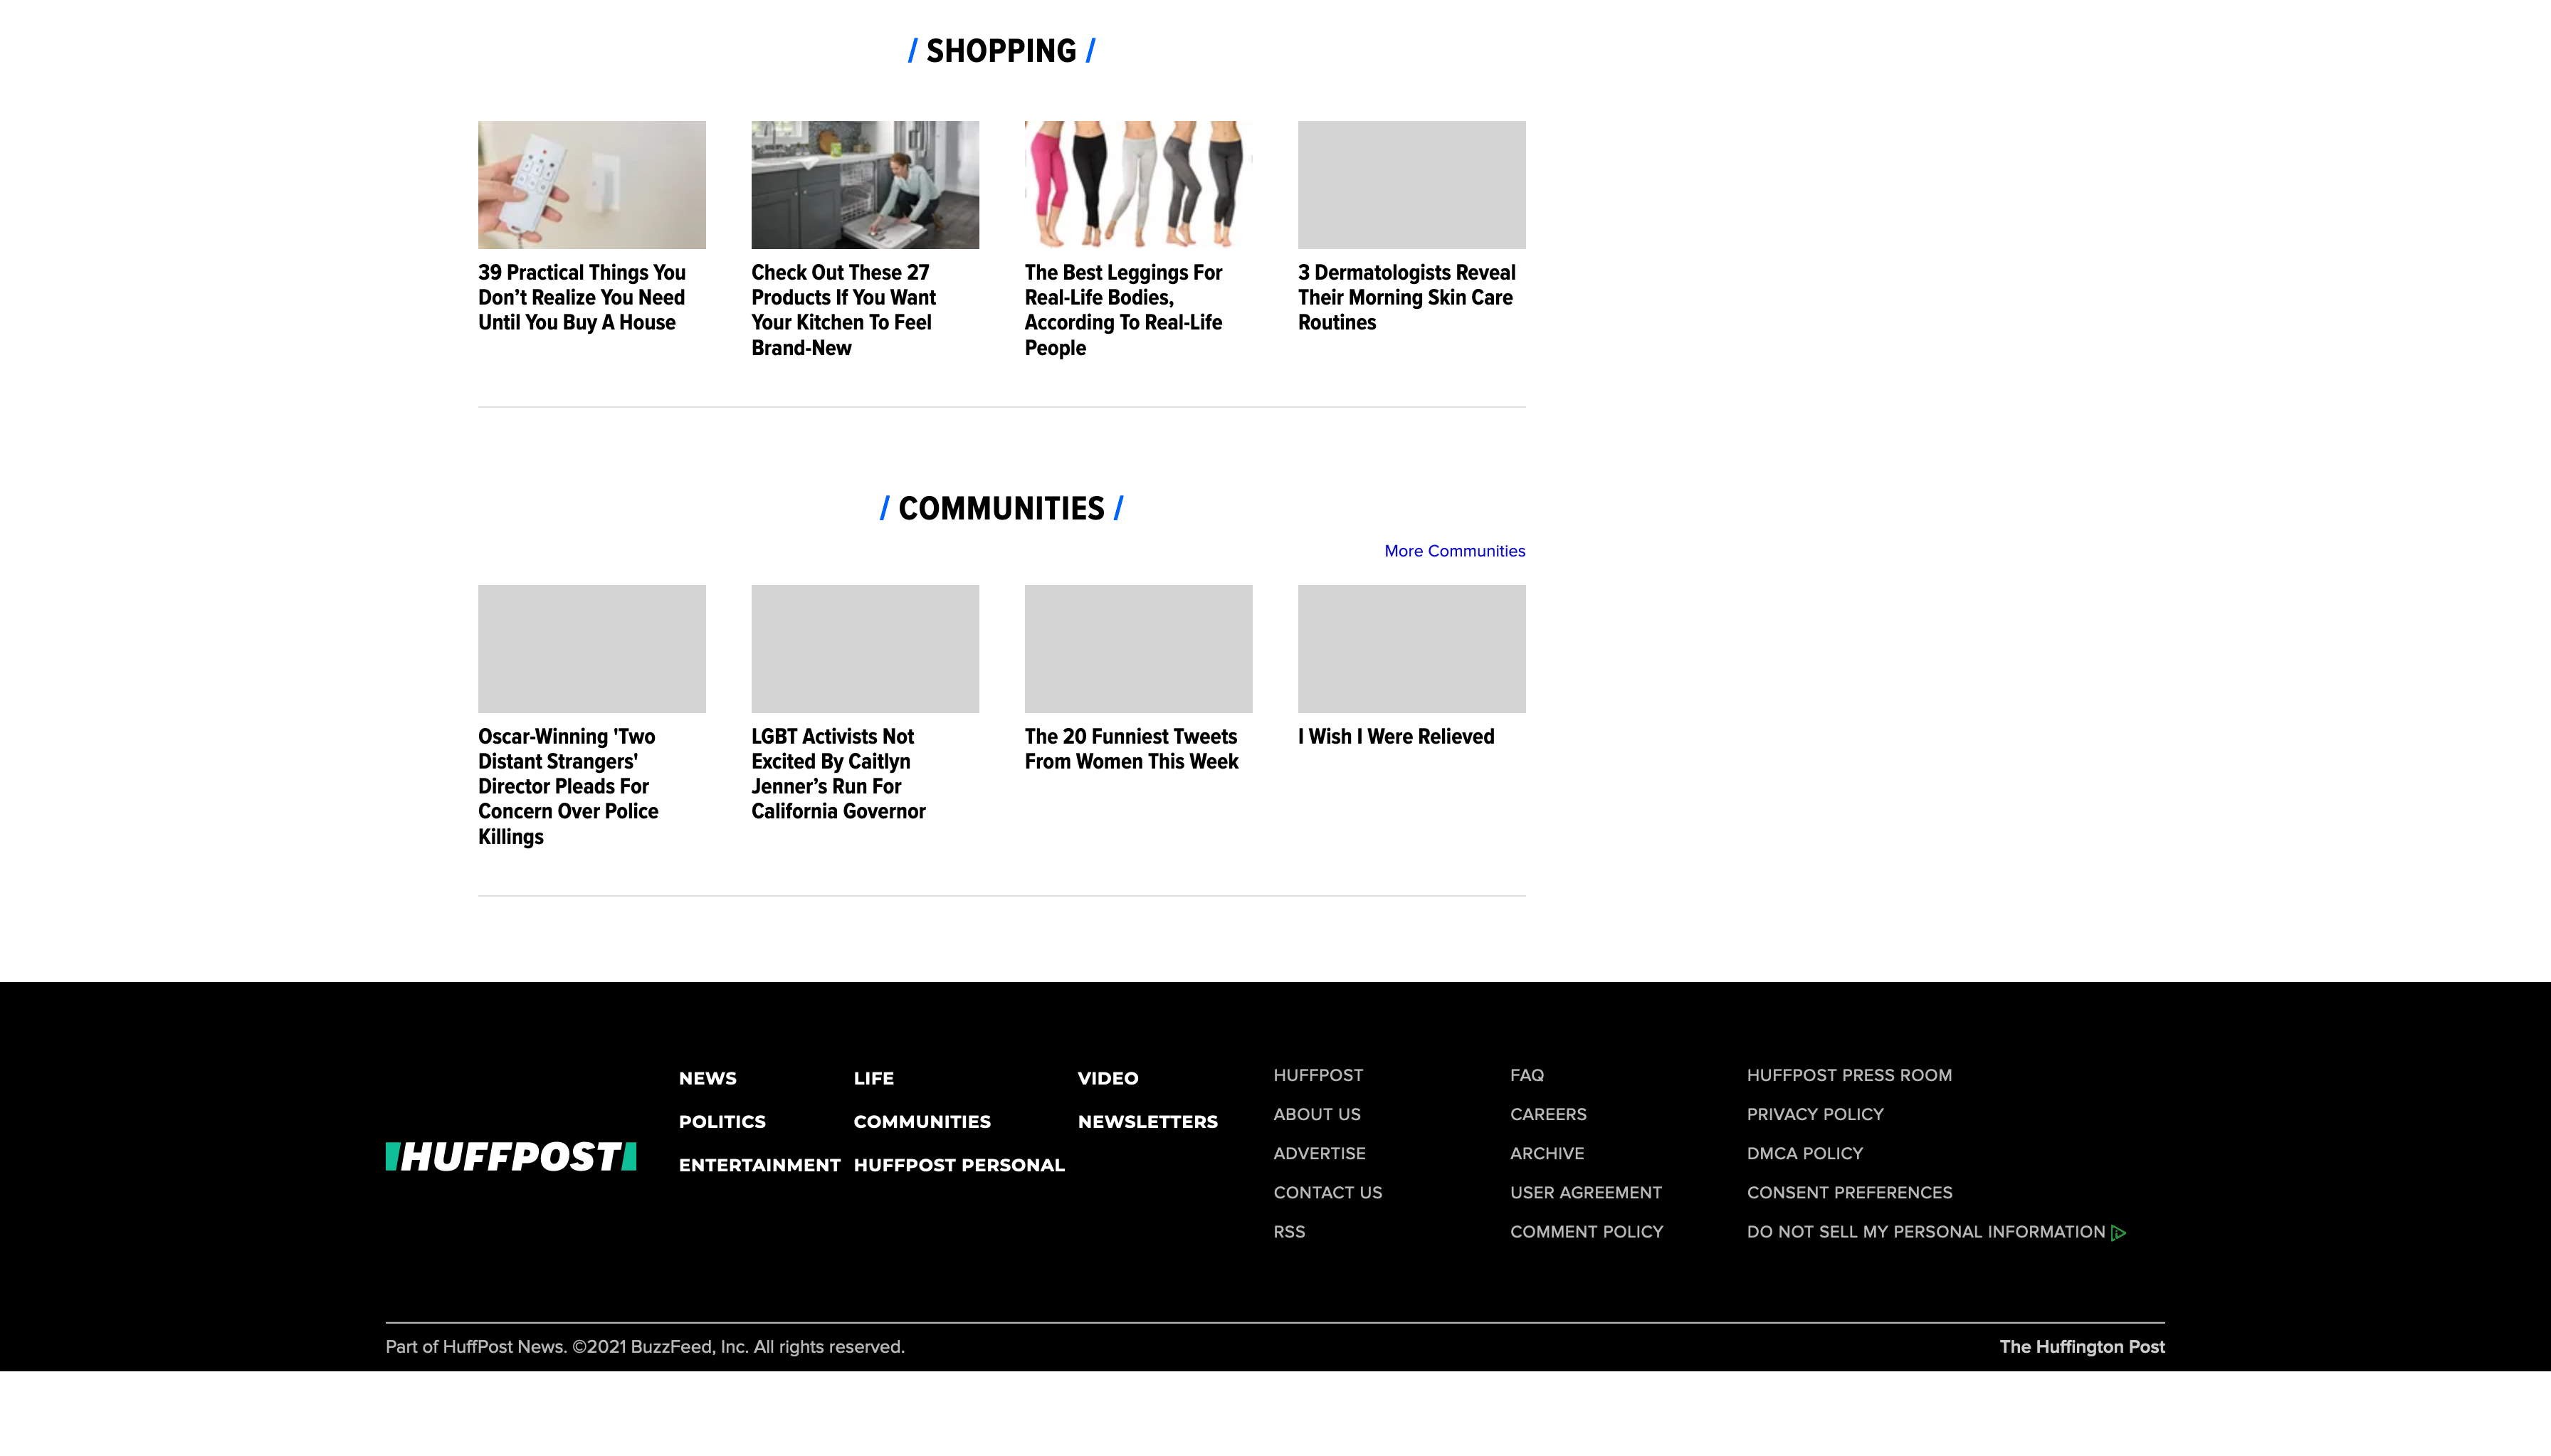 / SHOPPING /
39 Practical Things You
Don’t Realize You Need
Until You Buy A House
Check Out These 27
Products If You Want
Your Kitchen To Feel
Brand-New
The Best Leggings For
Real-Life Bodies,
According To Real-Life
People
3 Dermatologists Reveal
Their Morning Skin Care
Routines
/ COMMUNITIES /
More Communities
Oscar-Winning 'Two
Distant Strangers'
Director Pleads For
Concern Over Police
Killings
LGBT Activists Not
Excited By Caitlyn
Jenner’s Run For
California Governor
The 20 Funniest Tweets
From Women This Week
I Wish I Were Relieved
HUFFPOST
NEWS
POLITICS
ENTERTAINMENT
LIFE
COMMUNITIES
HUFFPOST PERSONAL
VIDEO
NEWSLETTERS
HUFFPOST
ABOUT US
ADVERTISE
CONTACT US
RSS
FAQ
CAREERS
ARCHIVE
USER AGREEMENT
COMMENT POLICY
HUFFPOST PRESS ROOM
PRIVACY POLICY
DMCA POLICY
CONSENT PREFERENCES
DO NOT SELL MY PERSONAL INFORMATION
Part of HuffPost News. ©2021 BuzzFeed, Inc. All rights reserved.
The Huffington Post